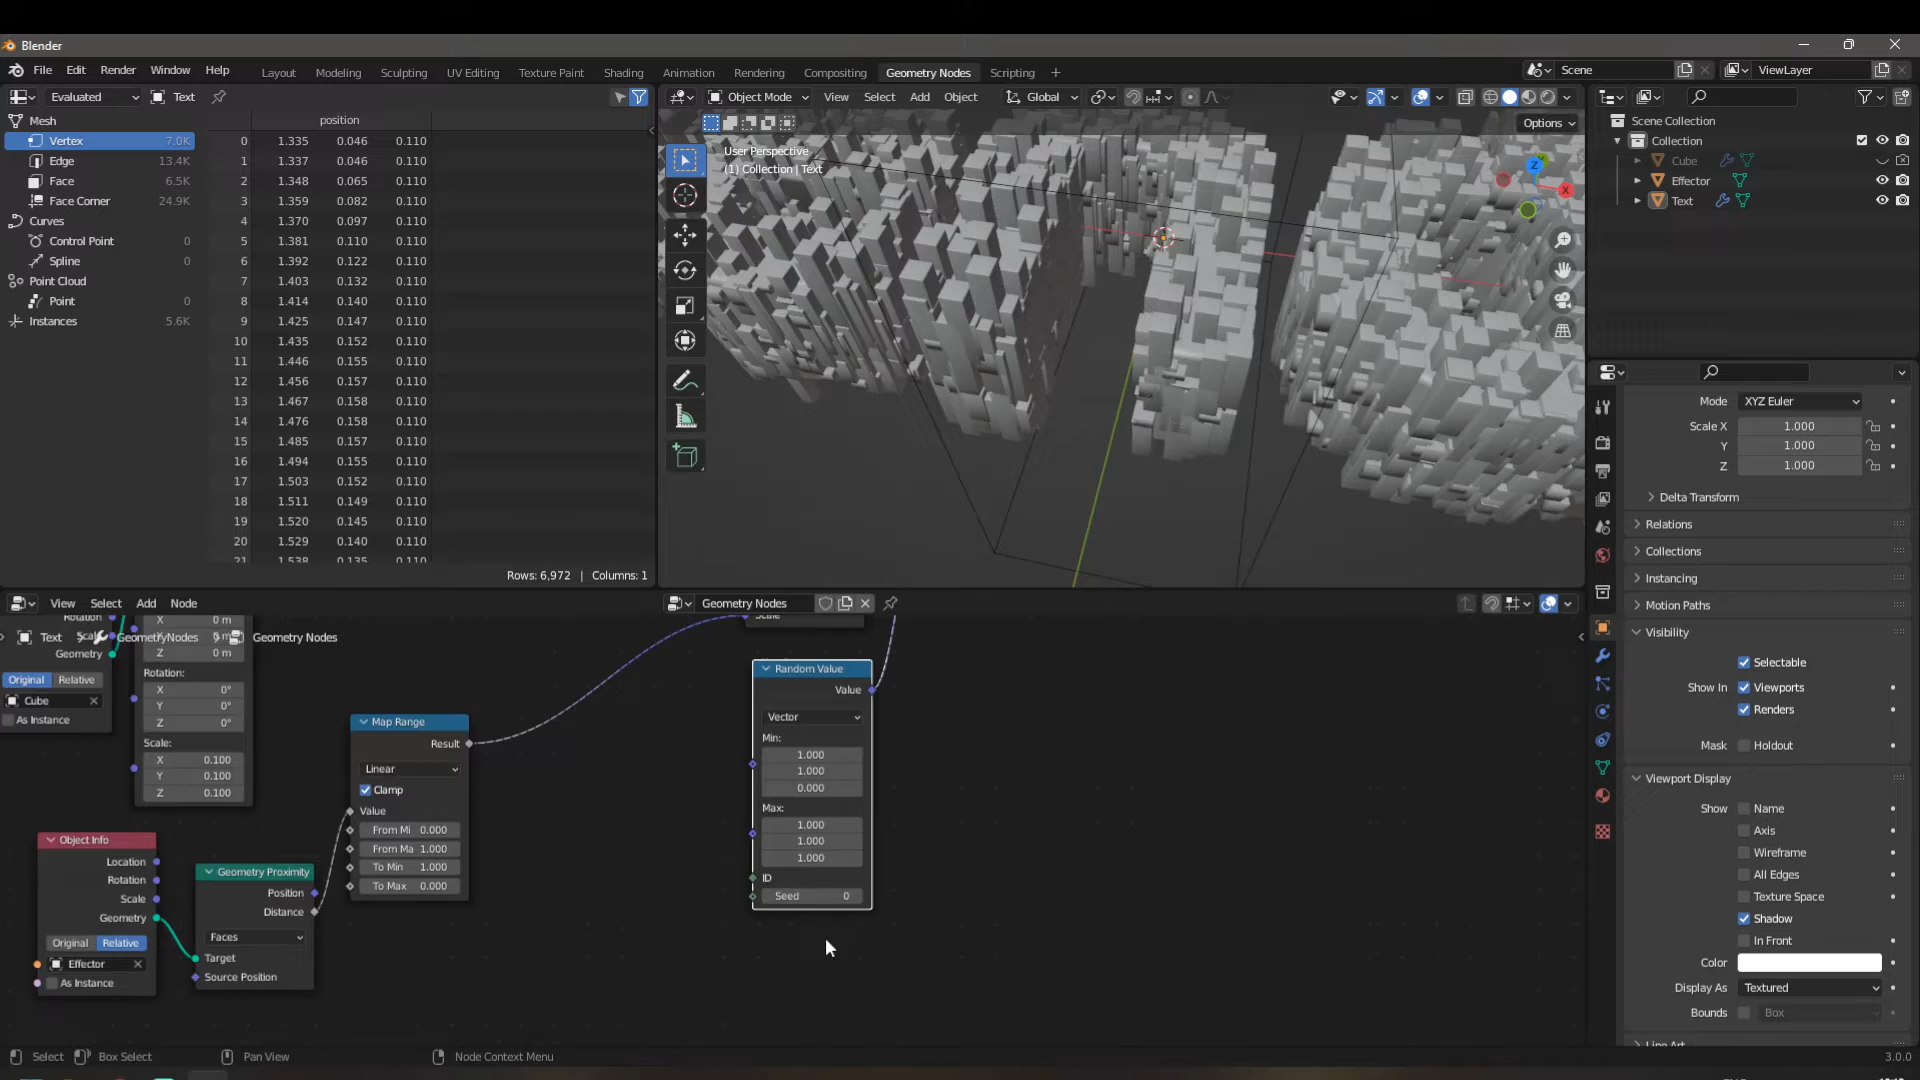 Blender
File Edit Render Window Help
Layout Modeling Sculpting UV Editing Texture Paint Shading Animation Rendering Compositing Geometry Nodes Scripting +
Scene
ViewLayer
Evaluated Text
Mesh
Vertex 7.0K
Edge 13.4K
Face 6.5K
Face Corner 24.9K
Curves
Control Point 0
Spline 0
Point Cloud
Point 0
Instances 5.6K
position
0 1.335 0.046 0.110
1 1.337 0.046 0.110
2 1.348 0.065 0.110
3 1.359 0.082 0.110
4 1.370 0.097 0.110
5 1.381 0.110 0.110
6 1.392 0.122 0.110
7 1.403 0.132 0.110
8 1.414 0.140 0.110
9 1.425 0.147 0.110
10 1.435 0.152 0.110
11 1.446 0.155 0.110
12 1.456 0.157 0.110
13 1.467 0.158 0.110
14 1.476 0.158 0.110
15 1.485 0.157 0.110
16 1.494 0.155 0.110
17 1.503 0.152 0.110
18 1.511 0.149 0.110
19 1.520 0.145 0.110
20 1.529 0.140 0.110
21 1.538 0.135 0.110
Rows: 6,972 | Columns: 1
Object Mode View Select Add Object Global
Options
User Perspective
(1) Collection | Text
Z
X
Scene Collection
Collection
Cube
Effector
Text
Mode XYZ Euler
Scale X 1.000
Y 1.000
Z 1.000
Delta Transform
Relations
Collections
Instancing
Motion Paths
Visibility
Selectable
Show In Viewports
Renders
Mask Holdout
Viewport Display
Show Name
Axis
Wireframe
All Edges
Texture Space
Shadow
In Front
Color
Display As Textured
Bounds Box
Line Art
View Select Add Node
Geometry Nodes
Text GeometryNodes Geometry Nodes
Rotation
Scale
Geometry
Original Relative
Cube
As Instance
X 0 m
Y 0 m
Z 0 m
Rotation:
X 0°
Y 0°
Z 0°
Scale:
X 0.100
Y 0.100
Z 0.100
Map Range
Result
Linear
Clamp
Value
From Mi 0.000
From Ma 1.000
To Min 1.000
To Max 0.000
Object Info
Location
Rotation
Scale
Geometry
Original Relative
Effector
As Instance
Geometry Proximity
Position
Distance
Faces
Target
Source Position
Scale
Random Value
Value
Vector
Min:
1.000
1.000
0.000
Max:
1.000
1.000
1.000
ID
Seed 0
Select Box Select Pan View Node Context Menu
3.0.0